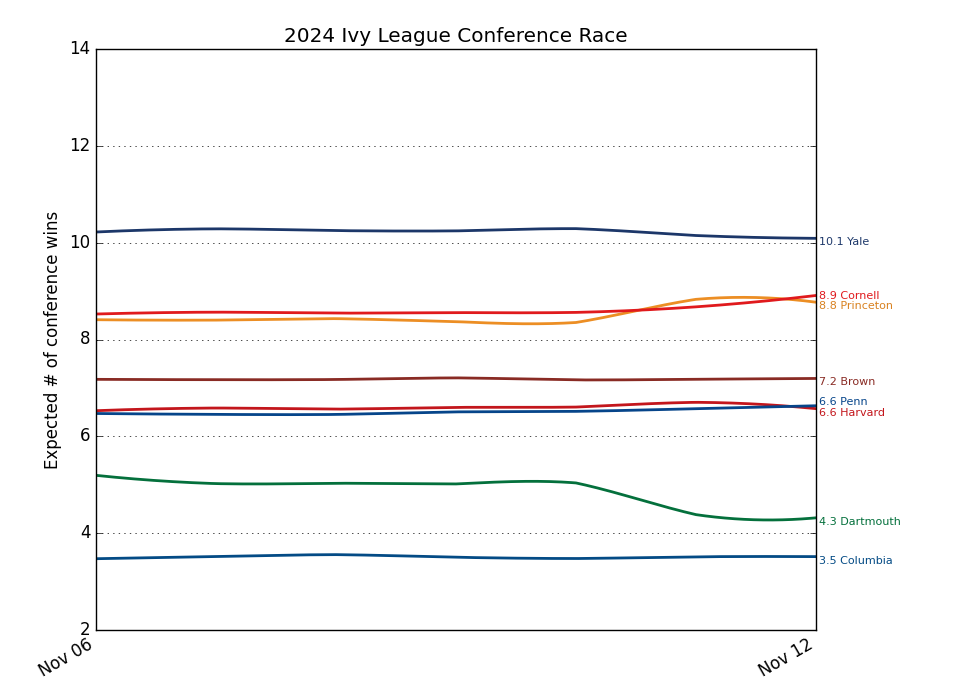 2024 Ivy League Conference Race
Expected # of conference wins
14
12
10
8
6
4
2
10.1 Yale
8.9 Cornell
8.8 Princeton
7.2 Brown
6.6 Penn
6.6 Harvard
4.3 Dartmouth
3.5 Columbia
Nov 06
Nov 12